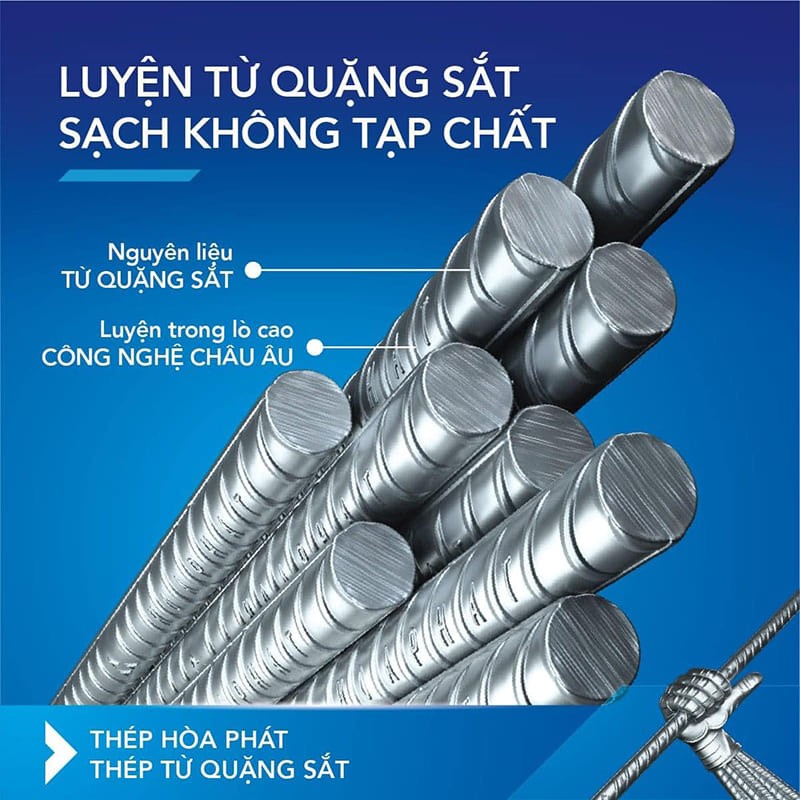 LUYỆN TỪ QUẶNG SẮT
SẠCH KHÔNG TẠP CHẤT
Nguyên liệu
TỪ QUẶNG SẮT
Luyện trong lò cao
CÔNG NGHỆ CHÂU ÂU
HOAPHAT
THÉP HÒA PHÁT
THÉP TỪ QUẶNG SẮT